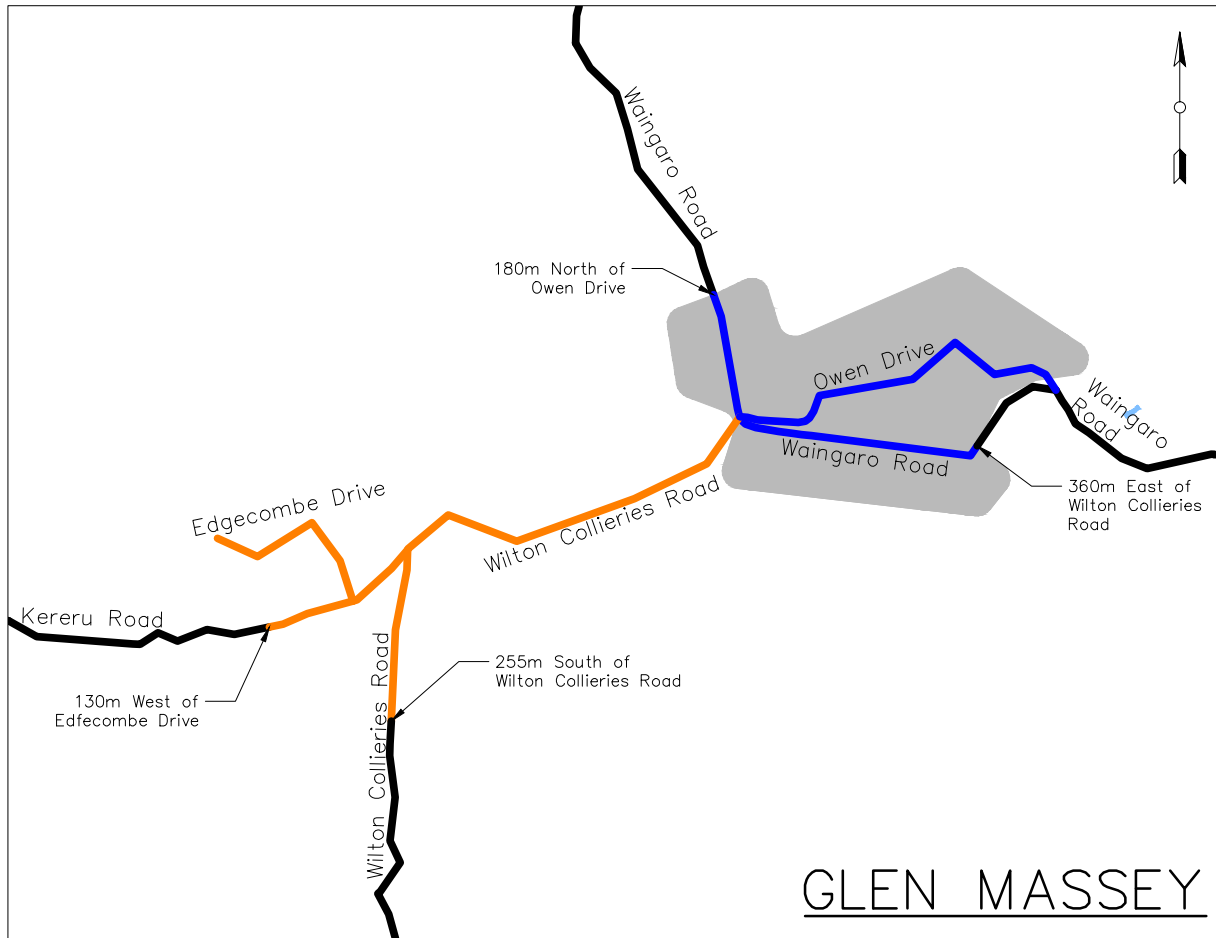 Waingaro Road
180m North of
Owen Drive
Owen Drive
Waingaro
Road
Waingaro Road
360m East of
Wilton Collieries
Road
Edgecombe Drive
Wilton Collieries Road
Kereru Road
255m South of
Wilton Collieries Road
130m West of
Edfecombe Drive
Wilton Collieries Road
GLEN MASSEY